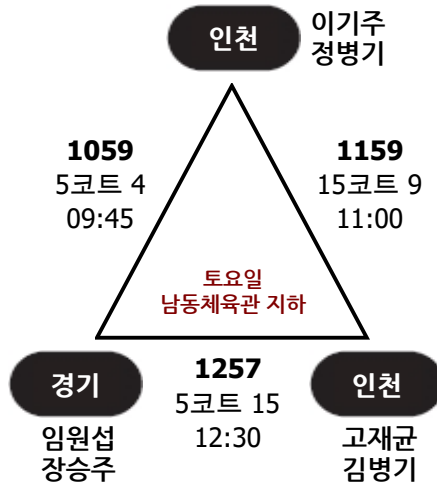 인천
이기주
정병기
1059
5코트 4
09:45
1159
15코트 9
11:00
토요일
남동체육관 지하
경기
임원섭
장승주
1257
5코트 15
12:30
인천
고재균
김병기